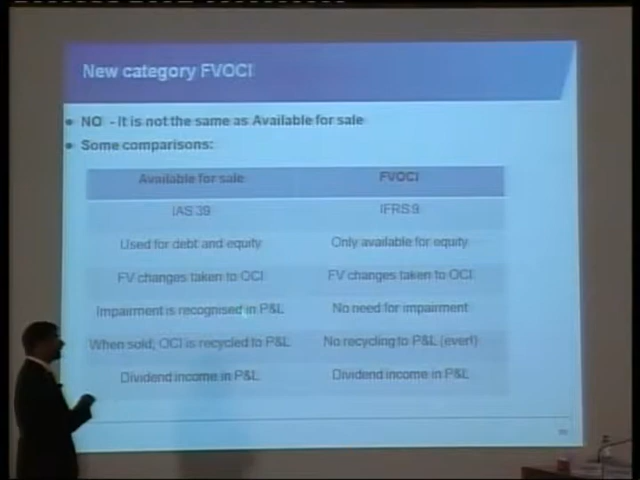 New category FVOCI
• NO - It is not the same as Available for sale
• Some comparisons:
Available for sale FVOCI
IAS 39 IFRS 9
Used for debt and equity Only available for equity
FV changes taken to OCI FV changes taken to OCI
Impairment is recognised in P&L No need for impairment
When sold, OCI is recycled to P&L No recycling to P&L (ever!)
Dividend income in P&L Dividend income in P&L